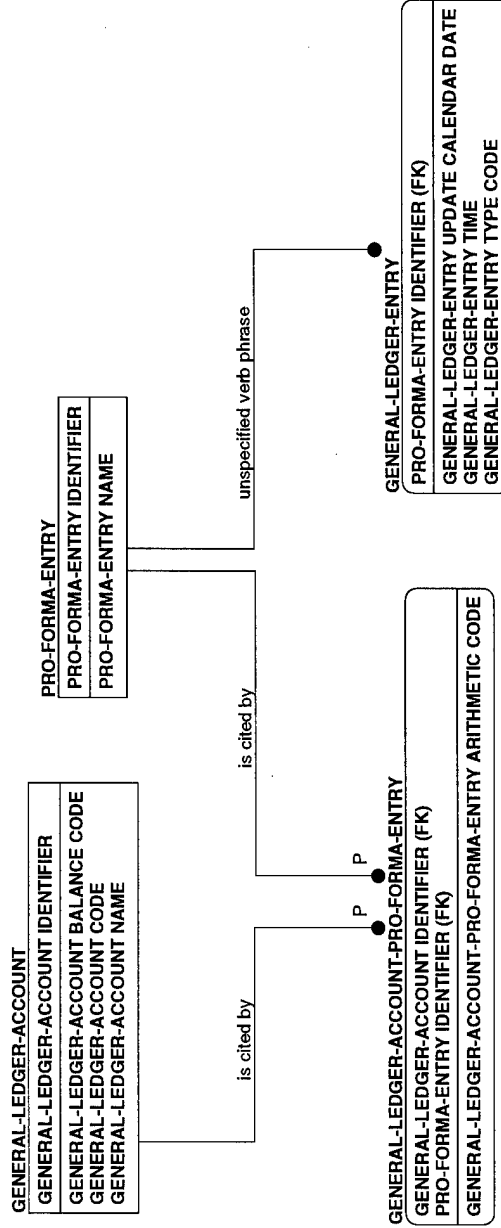 GENERAL-LEDGER-ACCOUNT
GENERAL-LEDGER-ACCOUNT IDENTIFIER
GENERAL-LEDGER-ACCOUNT BALANCE CODE
GENERAL-LEDGER-ACCOUNT CODE
GENERAL-LEDGER-ACCOUNT NAME
PRO-FORMA-ENTRY
PRO-FORMA-ENTRY IDENTIFIER
PRO-FORMA-ENTRY NAME
is cited by
is cited by
unspecified verb phrase
P
P
GENERAL-LEDGER-ACCOUNT-PRO-FORMA-ENTRY
GENERAL-LEDGER-ACCOUNT IDENTIFIER (FK)
PRO-FORMA-ENTRY IDENTIFIER (FK)
GENERAL-LEDGER-ACCOUNT-PRO-FORMA-ENTRY ARITHMETIC CODE
GENERAL-LEDGER-ENTRY
PRO-FORMA-ENTRY IDENTIFIER (FK)
GENERAL-LEDGER-ENTRY UPDATE CALENDAR DATE
GENERAL-LEDGER-ENTRY TIME
GENERAL-LEDGER-ENTRY TYPE CODE